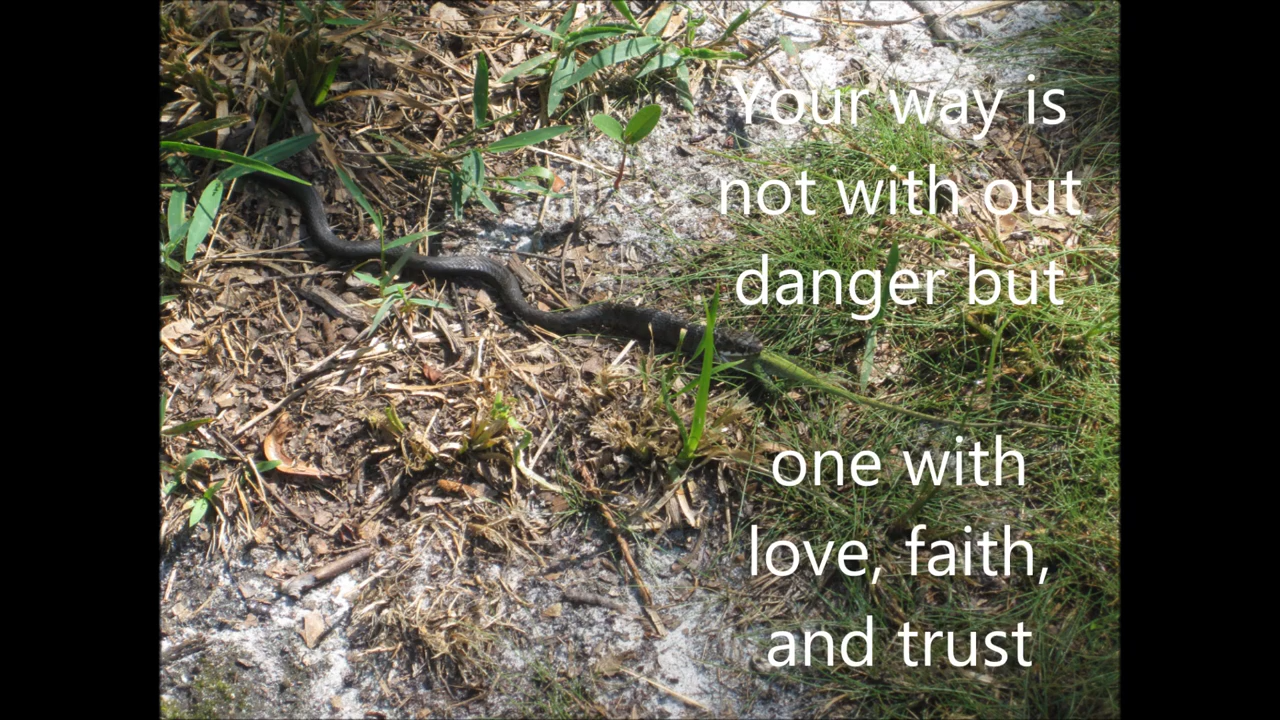 Your way is
not with out
danger but
one with
love, faith,
and trust